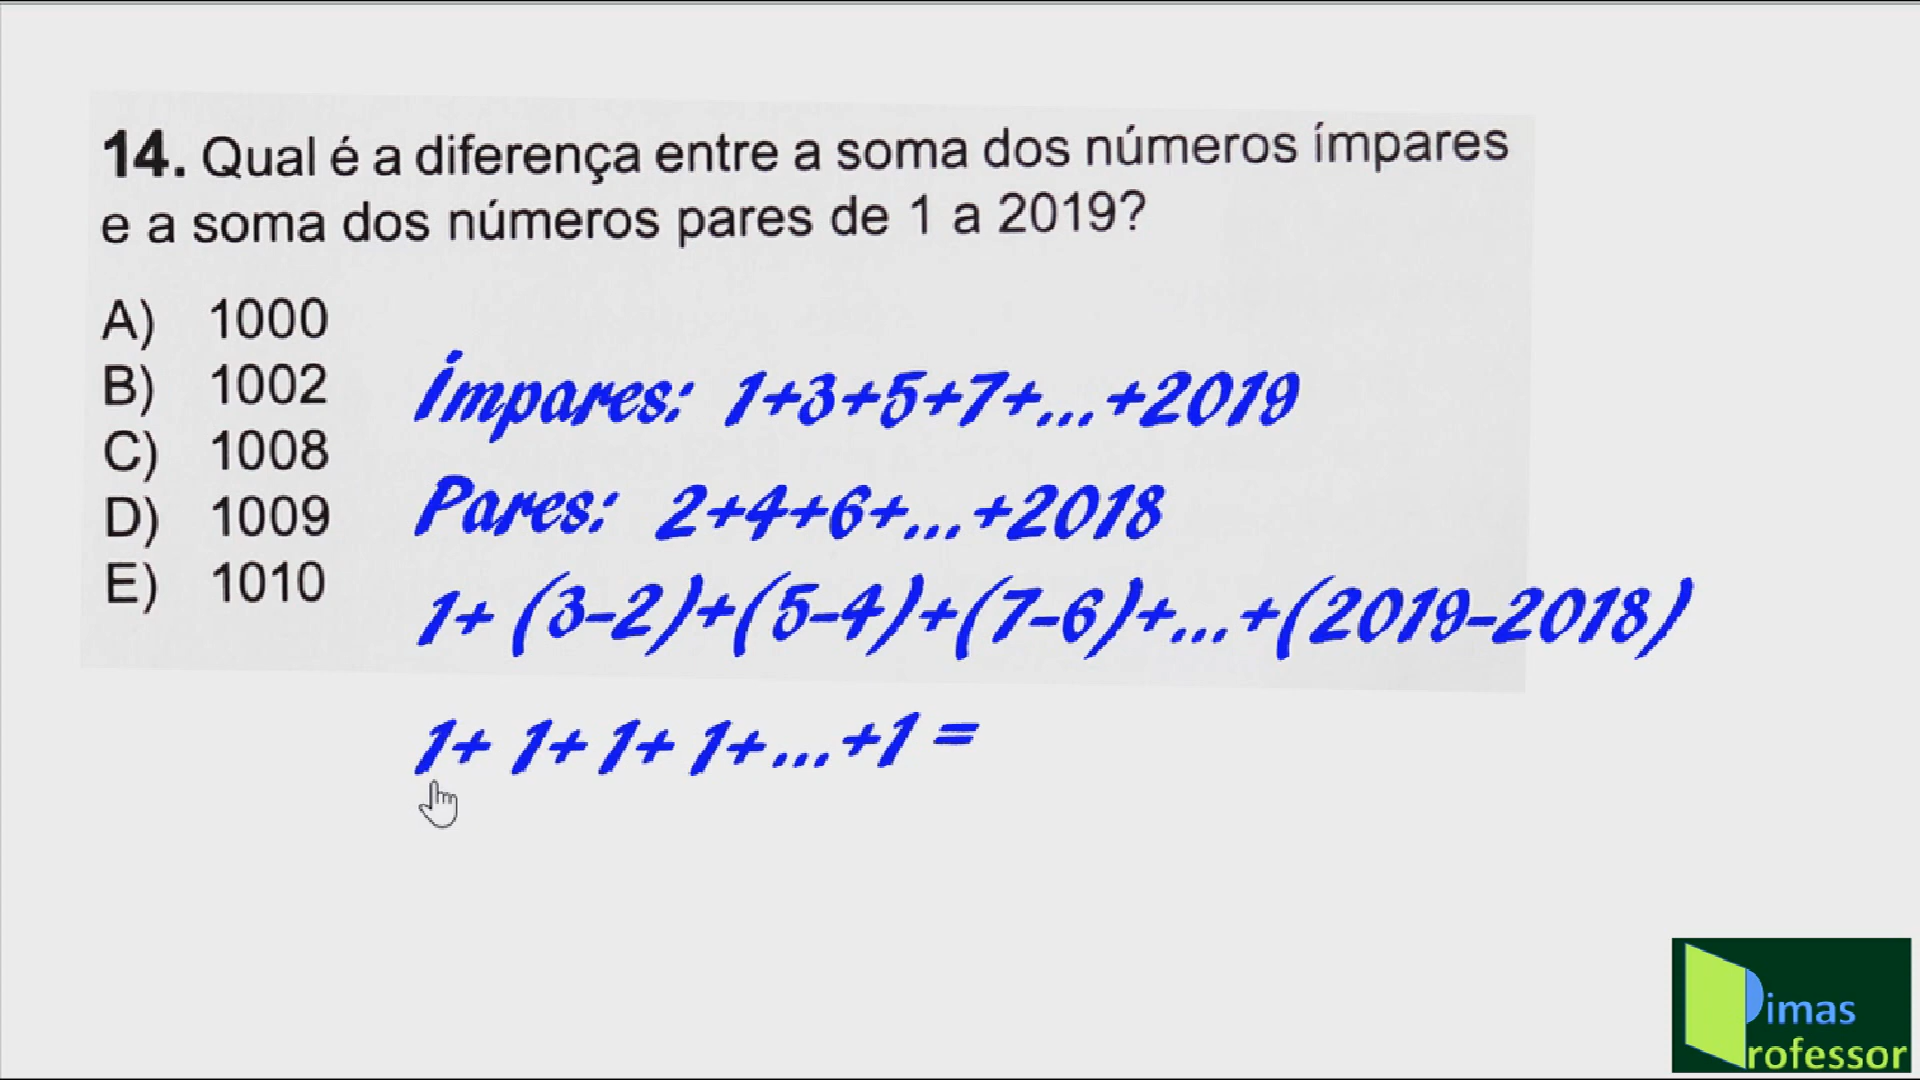 14. Qual é a diferença entre a soma dos números ímpares
e a soma dos números pares de 1 a 2019?
A) 1000
B) 1002
C) 1008
D) 1009
E) 1010
Ímpares: 1+3+5+7+...+2019
Pares: 2+4+6+...+2018
1+ (3-2)+(5-4)+(7-6)+...+(2019-2018)
1+ 1+ 1+ 1+...+1 =
Dimas
Professor